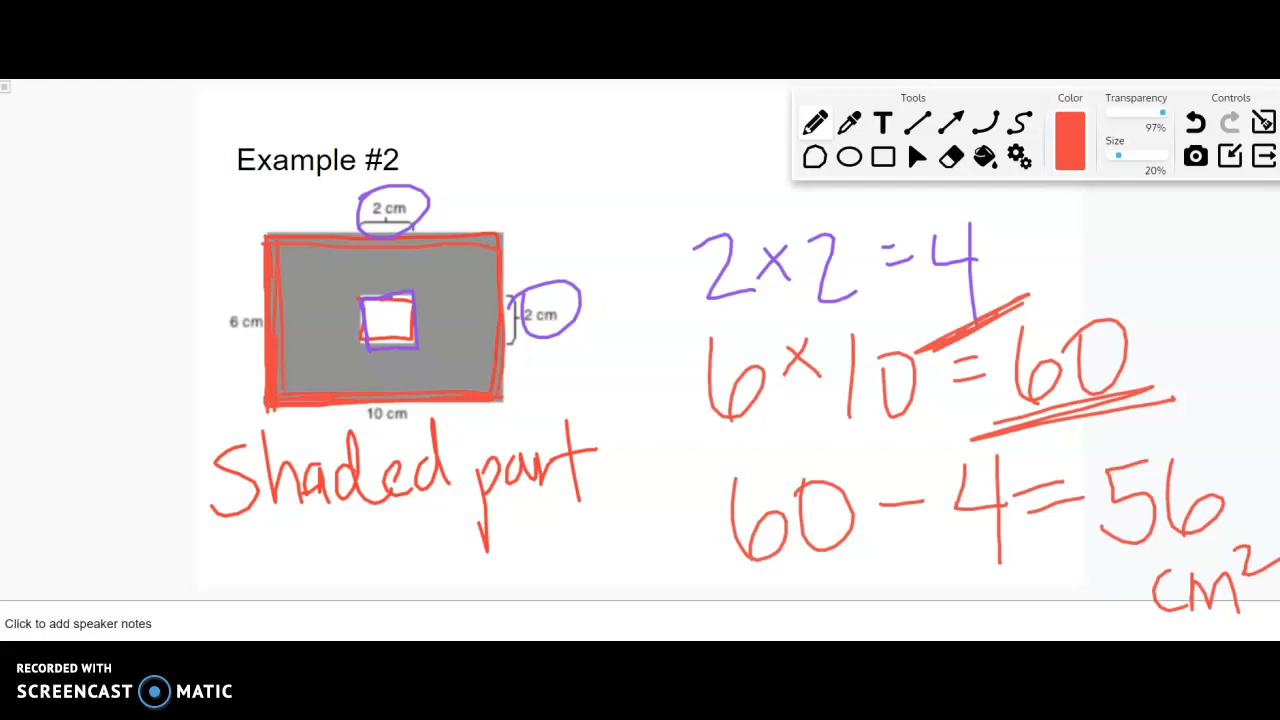 Tools
Color
Transparency
Controls
T
97%
Size
20%
Example #2
2 cm
6 cm
2 cm
10 cm
Shaded part
2 × 2 = 4
6 × 10 = 60
60 - 4 = 56
cm²
Click to add speaker notes
RECORDED WITH
SCREENCAST MATIC